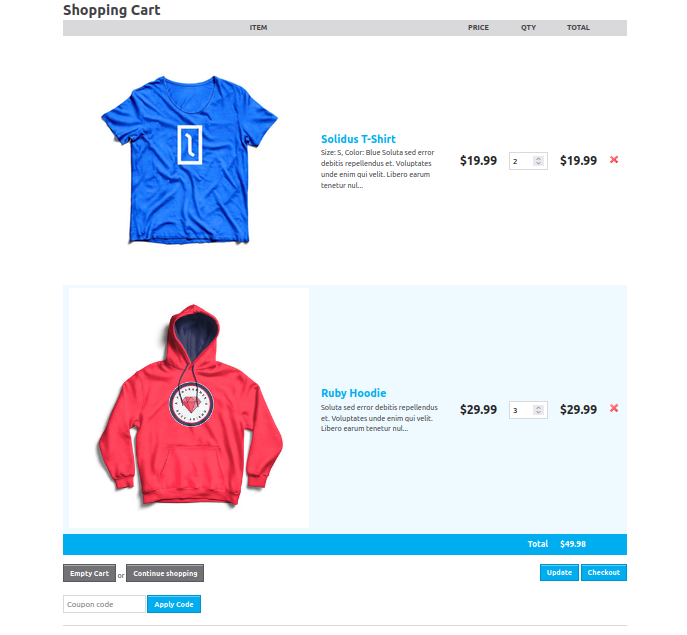 Shopping Cart
ITEM PRICE QTY TOTAL
Solidus T-Shirt
Size: S, Color: Blue Soluta sed error
debitis repellendus et. Voluptates
unde enim qui velit. Libero earum
tenetur nul...
$19.99 2 $19.99
Ruby Hoodie
Soluta sed error debitis repellendus
et. Voluptates unde enim qui velit.
Libero earum tenetur nul...
$29.99 3 $29.99
Total $49.98
Empty Cart or Continue shopping Update Checkout
Coupon code Apply Code